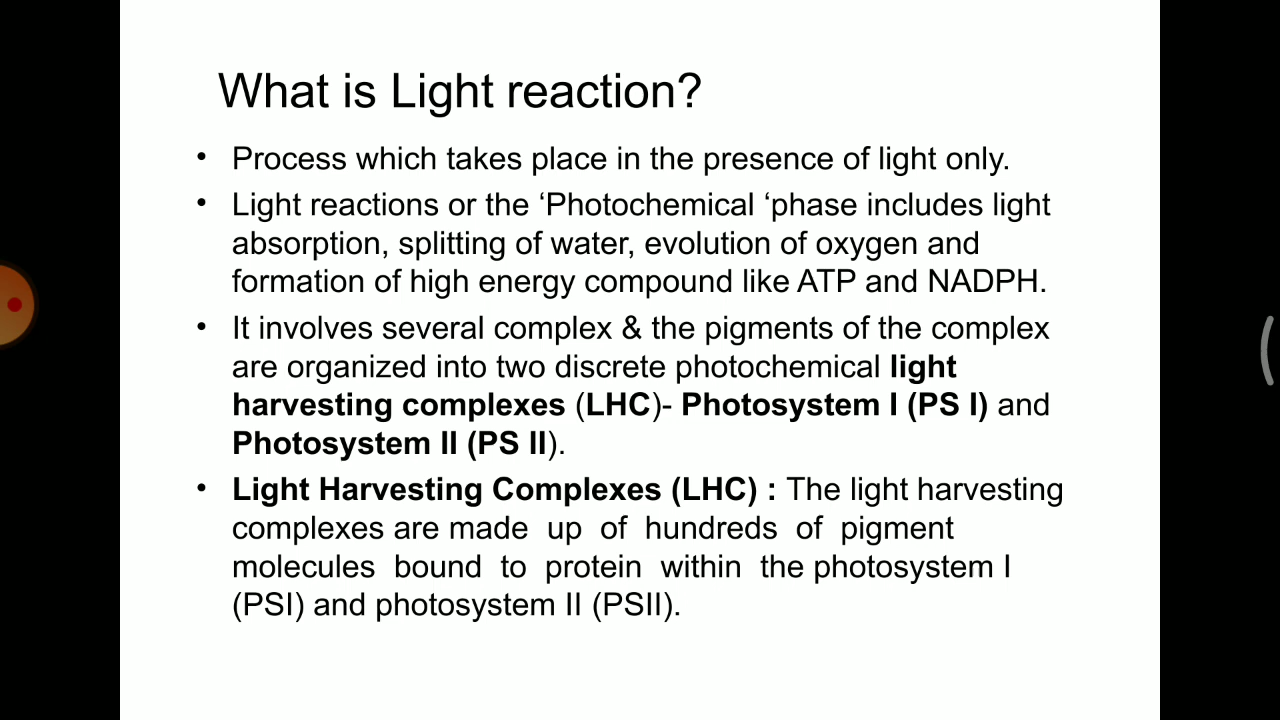 What is Light reaction?
• Process which takes place in the presence of light only.
• Light reactions or the ‘Photochemical ‘phase includes light
absorption, splitting of water, evolution of oxygen and
formation of high energy compound like ATP and NADPH.
• It involves several complex & the pigments of the complex
are organized into two discrete photochemical light
harvesting complexes (LHC)- Photosystem I (PS I) and
Photosystem II (PS II).
• Light Harvesting Complexes (LHC) : The light harvesting
complexes are made up of hundreds of pigment
molecules bound to protein within the photosystem I
(PSI) and photosystem II (PSII).